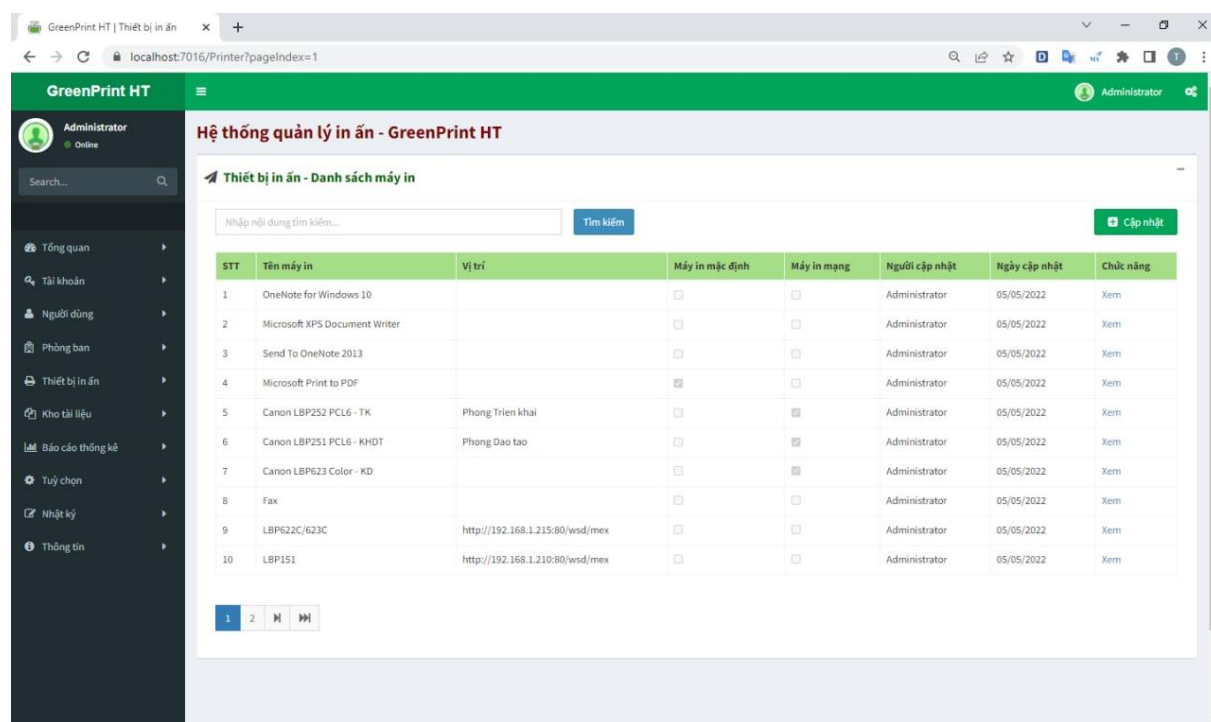 GreenPrint HT | Thiết bị in ấn
localhost:7016/Printer?pageIndex=1
GreenPrint HT
Administrator
Administrator
Online
Search...
Tổng quan
Tài khoản
Người dùng
Phòng ban
Thiết bị in ấn
Kho tài liệu
Báo cáo thống kê
Tuỳ chọn
Nhật ký
Thông tin
Hệ thống quản lý in ấn - GreenPrint HT
Thiết bị in ấn - Danh sách máy in
Nhập nội dung tìm kiếm... Tìm kiếm Cập nhật
STT Tên máy in Vị trí Máy in mặc định Máy in mạng Người cập nhật Ngày cập nhật Chức năng
1 OneNote for Windows 10 Administrator 05/05/2022 Xem
2 Microsoft XPS Document Writer Administrator 05/05/2022 Xem
3 Send To OneNote 2013 Administrator 05/05/2022 Xem
4 Microsoft Print to PDF Administrator 05/05/2022 Xem
5 Canon LBP252 PCL6 - TK Phong Trien khai Administrator 05/05/2022 Xem
6 Canon LBP251 PCL6 - KHDT Phong Dao tao Administrator 05/05/2022 Xem
7 Canon LBP623 Color - KD Administrator 05/05/2022 Xem
8 Fax Administrator 05/05/2022 Xem
9 LBP622C/623C http://192.168.1.215:80/wsd/mex Administrator 05/05/2022 Xem
10 LBP151 http://192.168.1.210:80/wsd/mex Administrator 05/05/2022 Xem
1 2